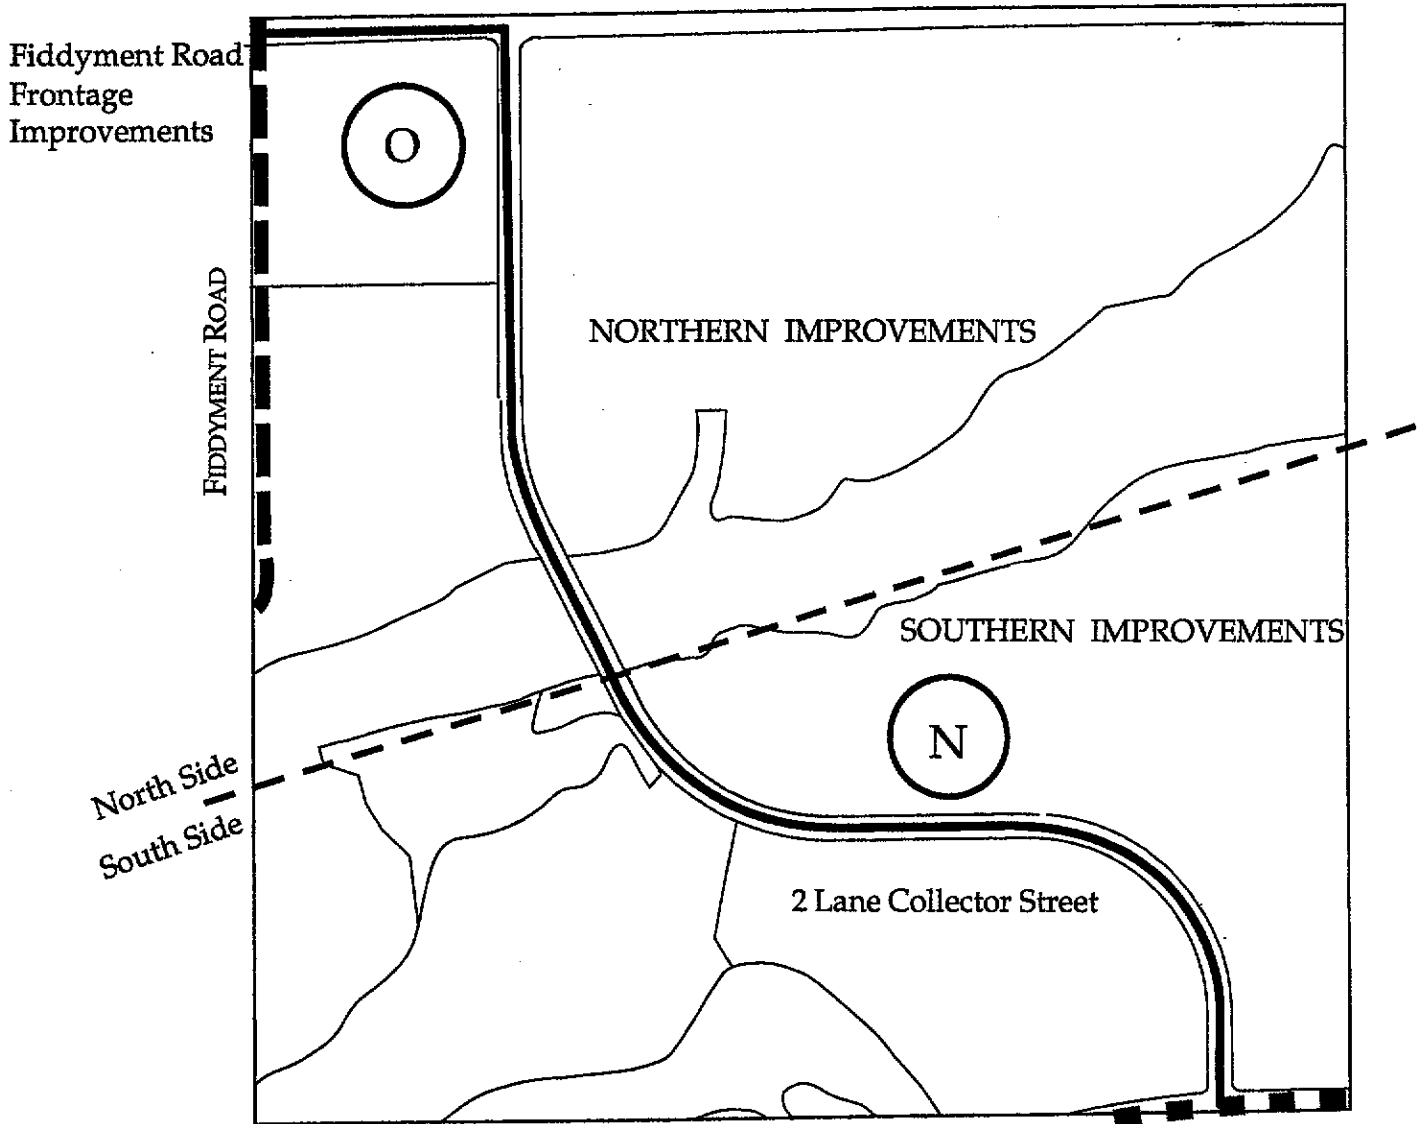 Fiddyment Road
Frontage
Improvements
O
FIDDYMENT ROAD
NORTHERN IMPROVEMENTS
SOUTHERN IMPROVEMENTS
N
North Side
South Side
2 Lane Collector Street